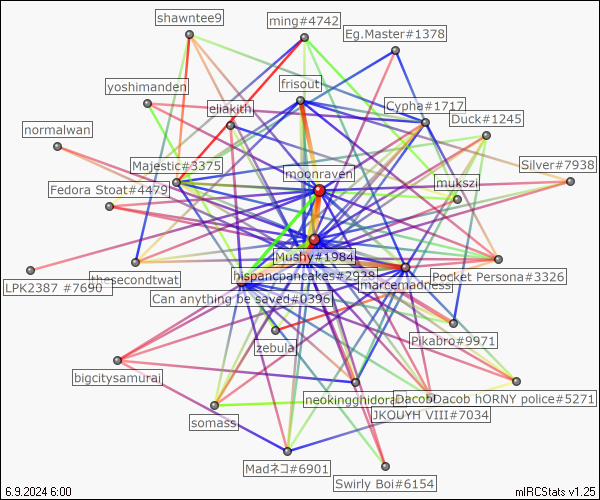 shawntee9
ming#4742
Eg.Master#1378
yoshimanden
frisout
eliakith
Cypha#1717
Duck#1245
normalwan
Majestic#3375
moonraven
Silver#7938
Fedora Stoat#4479
mukszi
Mushy#1984
LPK2387 #7690
thesecondtwat
hispancpancakes#2928
marcemadness
Pocket Persona#3326
Can anything be saved#0396
zebula
Pikabro#9971
bigcitysamurai
neokingghidora
DacobDacob hORNY police#5271
somass
JKOUYH VIII#7034
Madネコ#6901
Swirly Boi#6154
6.9.2024 6:00
mIRCStats v1.25